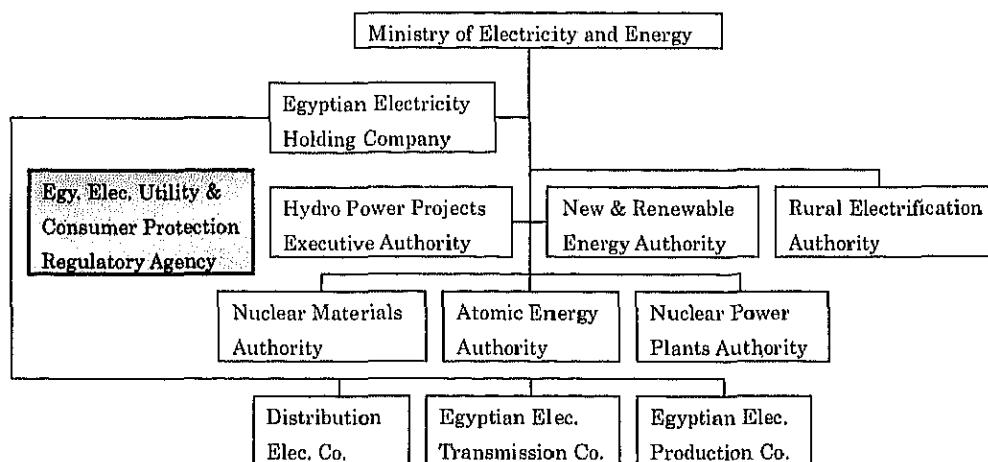 Ministry of Electricity and Energy
Egyptian Electricity
Holding Company
Egy. Elec. Utility &
Consumer Protection
Regulatory Agency
Hydro Power Projects
Executive Authority
New & Renewable
Energy Authority
Rural Electrification
Authority
Nuclear Materials
Authority
Atomic Energy
Authority
Nuclear Power
Plants Authority
Distribution
Elec. Co.
Egyptian Elec.
Transmission Co.
Egyptian Elec.
Production Co.